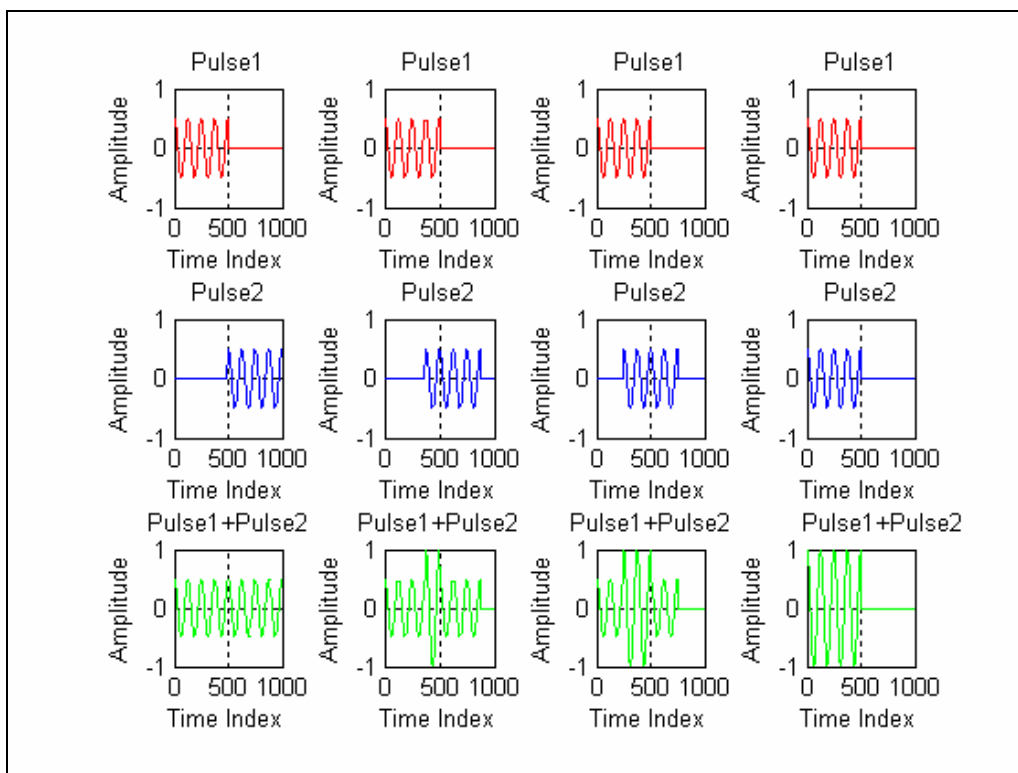 Pulse1 Pulse1 Pulse1 Pulse1
1 1 1 1
Amplitude Amplitude Amplitude Amplitude
0 0 0 0
-1 -1 -1 -1
0 500 1000 0 500 1000 0 500 1000 0 500 1000
Time Index Time Index Time Index Time Index
Pulse2 Pulse2 Pulse2 Pulse2
1 1 1 1
Amplitude Amplitude Amplitude Amplitude
0 0 0 0
-1 -1 -1 -1
0 500 1000 0 500 1000 0 500 1000 0 500 1000
Time Index Time Index Time Index Time Index
Pulse1+Pulse2 Pulse1+Pulse2 Pulse1+Pulse2 Pulse1+Pulse2
1 1 1 1
Amplitude Amplitude Amplitude Amplitude
0 0 0 0
-1 -1 -1 -1
0 500 1000 0 500 1000 0 500 1000 0 500 1000
Time Index Time Index Time Index Time Index